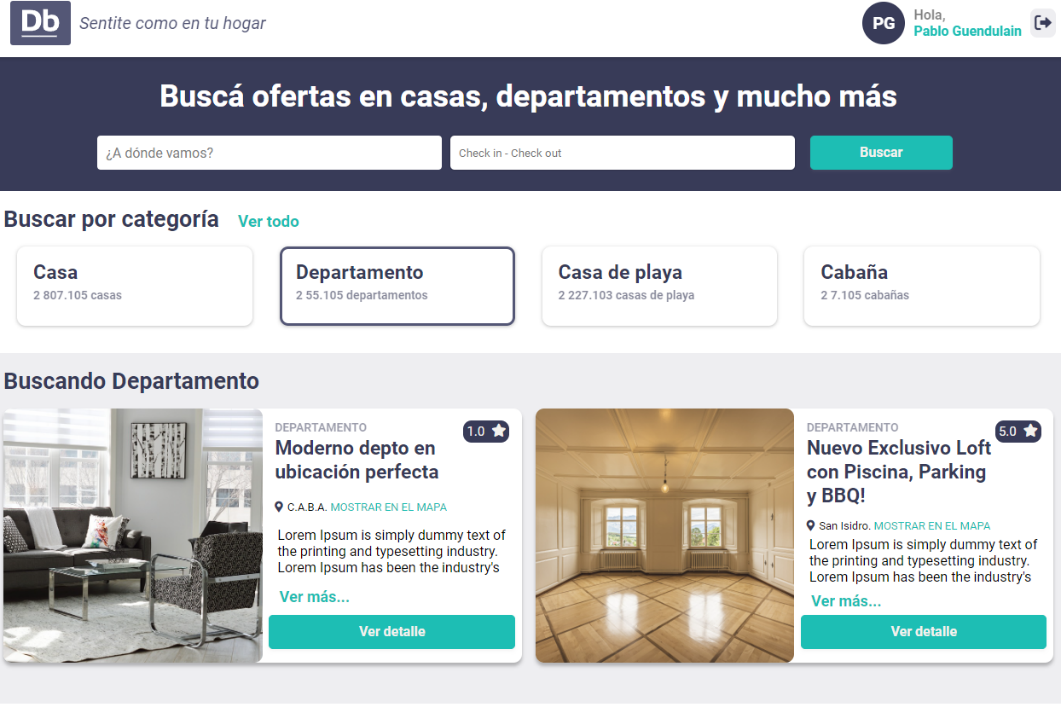 Db
Sentite como en tu hogar
PG
Hola,
Pablo Guendulain
Buscá ofertas en casas, departamentos y mucho más
¿A dónde vamos?
Check in - Check out
Buscar
Buscar por categoría
Ver todo
Casa
2 807.105 casas
Departamento
2 55.105 departamentos
Casa de playa
2 227.103 casas de playa
Cabaña
2 7.105 cabañas
Buscando Departamento
DEPARTAMENTO
1.0
Moderno depto en
ubicación perfecta
C.A.B.A. MOSTRAR EN EL MAPA
Lorem Ipsum is simply dummy text of
the printing and typesetting industry.
Lorem Ipsum has been the industry's
Ver más...
Ver detalle
DEPARTAMENTO
5.0
Nuevo Exclusivo Loft
con Piscina, Parking
y BBQ!
San Isidro. MOSTRAR EN EL MAPA
Lorem Ipsum is simply dummy text of
the printing and typesetting industry.
Lorem Ipsum has been the industry's
Ver más...
Ver detalle